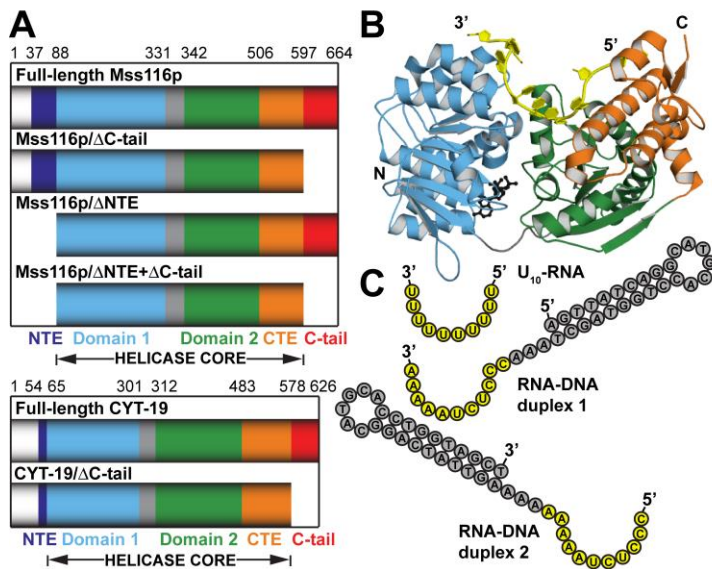 A
1 37 88 331 342 506 597 664
Full-length Mss116p
Mss116p/ΔC-tail
Mss116p/ΔNTE
Mss116p/ΔNTE+ΔC-tail
NTE Domain 1 Domain 2 CTE C-tail
HELICASE CORE
1 54 65 301 312 483 578 626
Full-length CYT-19
CYT-19/ΔC-tail
NTE Domain 1 Domain 2 CTE C-tail
HELICASE CORE
B
3’
5’
C
N
C
3’ 5’
UUUUUUUUUU
U10-RNA
5’
3’
RNA-DNA
duplex 1
3’
5’
RNA-DNA
duplex 2